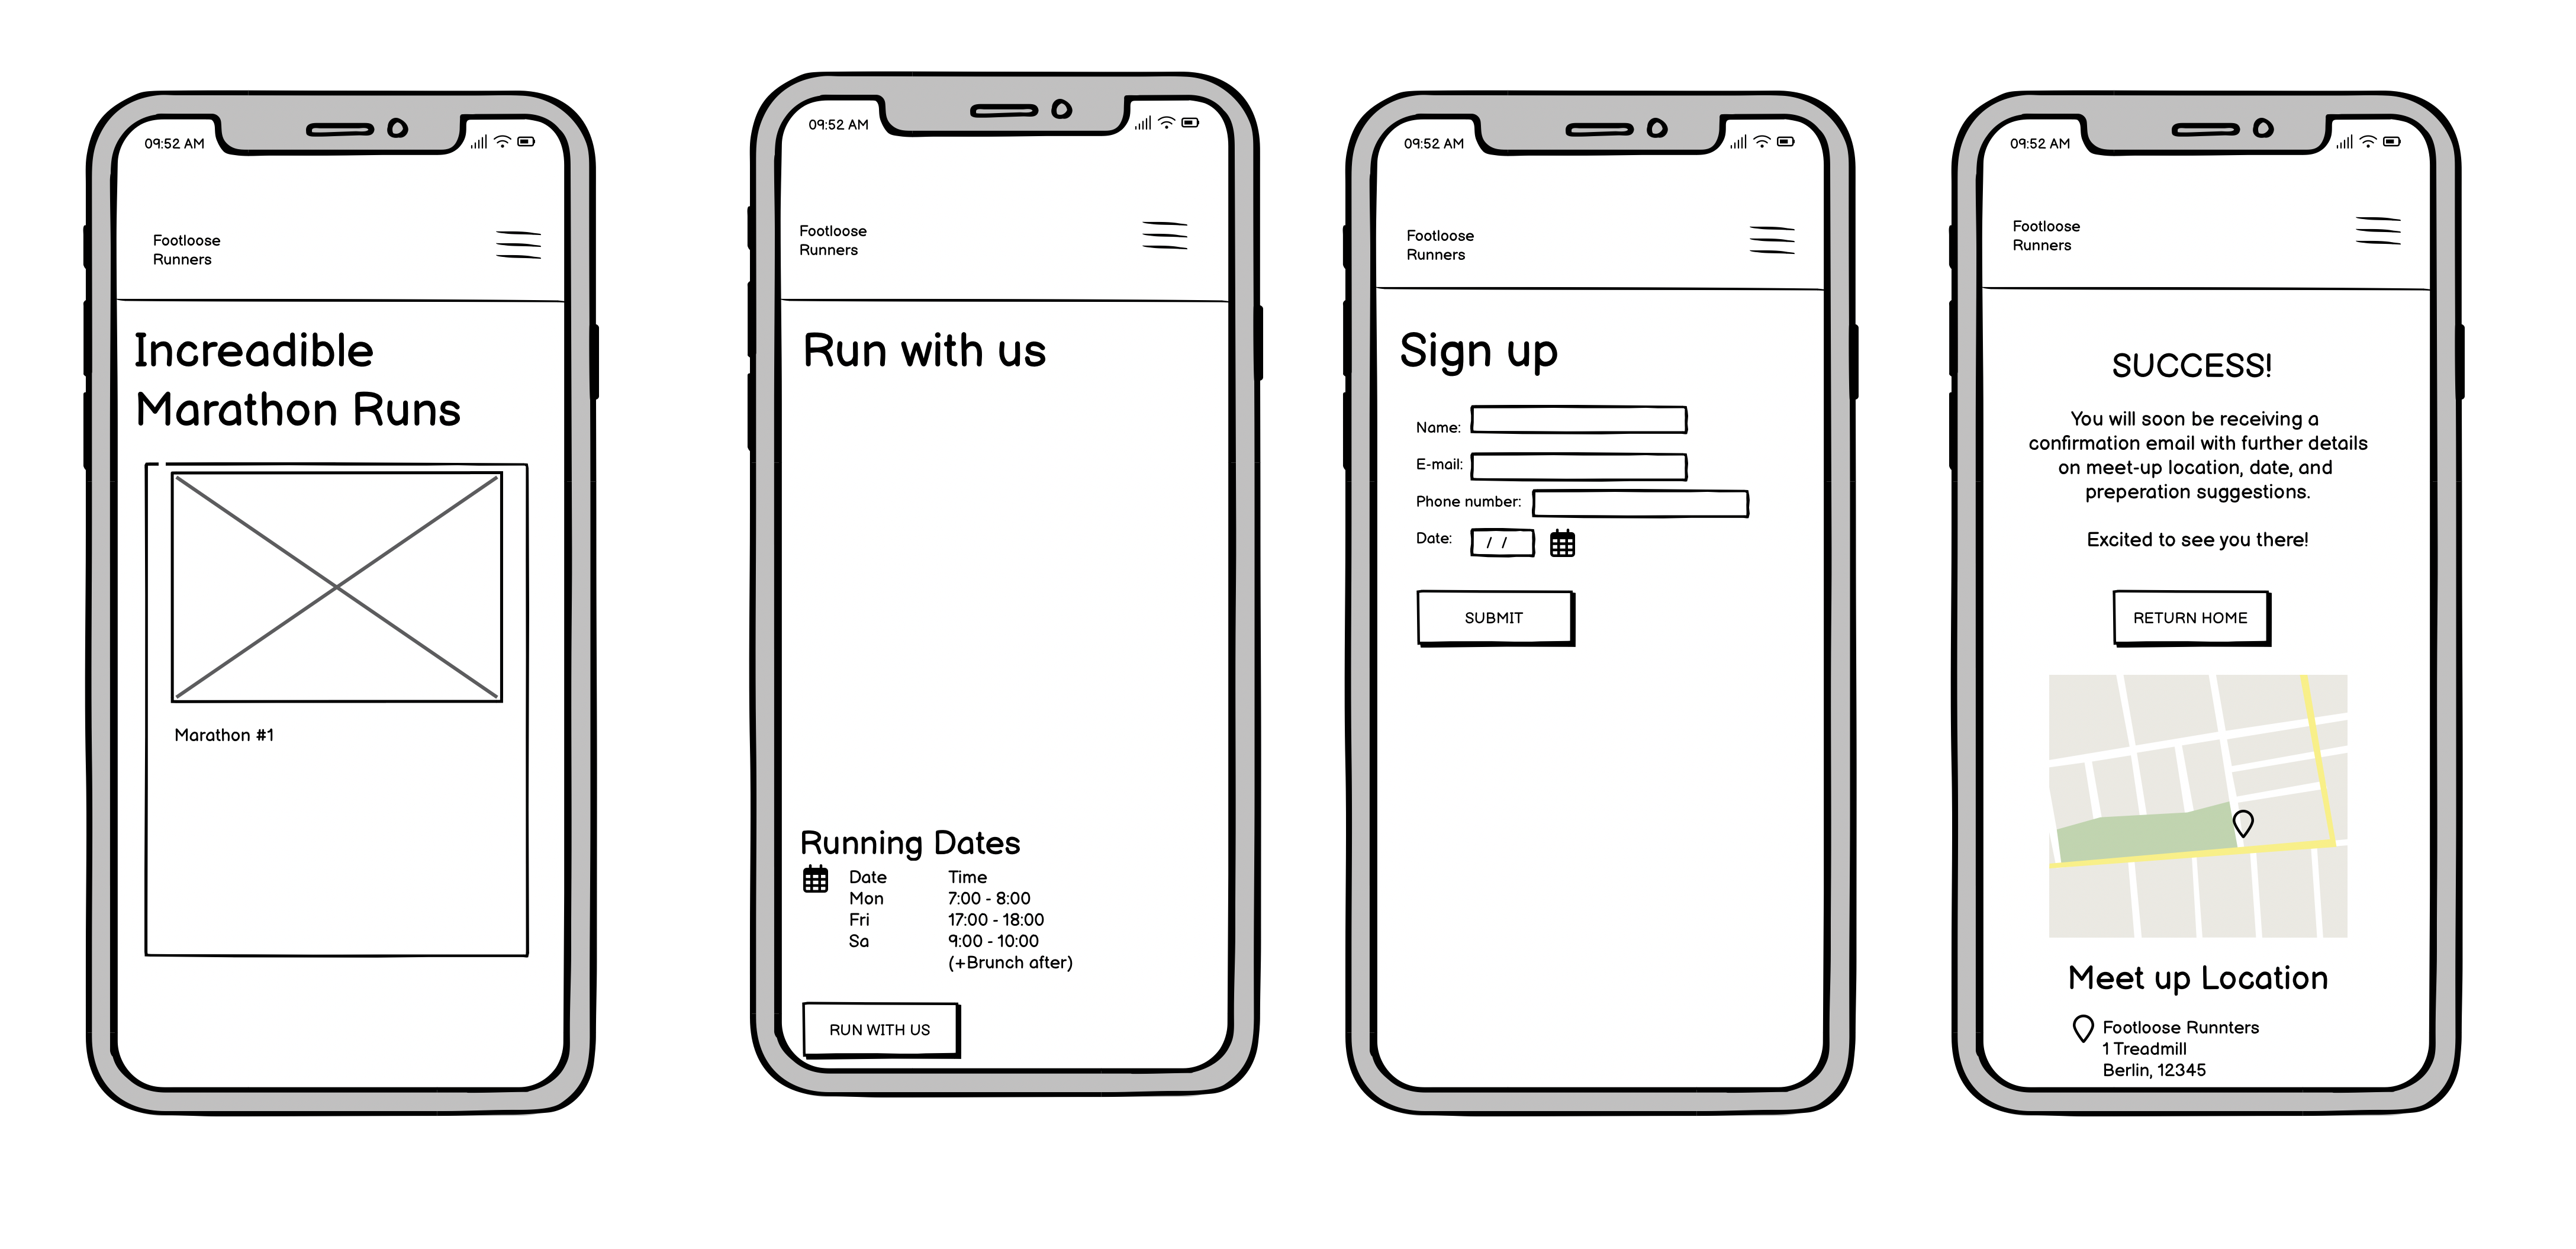 09:52 AM
Footloose
Runners
Increadible
Marathon Runs
Marathon #1
09:52 AM
Footloose
Runners
Run with us
Running Dates
Date Time
Mon 7:00 - 8:00
Fri 17:00 - 18:00
Sa 9:00 - 10:00
(+Brunch after)
RUN WITH US
09:52 AM
Footloose
Runners
Sign up
Name:
E-mail:
Phone number:
Date: / /
SUBMIT
09:52 AM
Footloose
Runners
SUCCESS!
You will soon be receiving a
confirmation email with further details
on meet-up location, date, and
preperation suggestions.
Excited to see you there!
RETURN HOME
Meet up Location
Footloose Runnters
1 Treadmill
Berlin, 12345